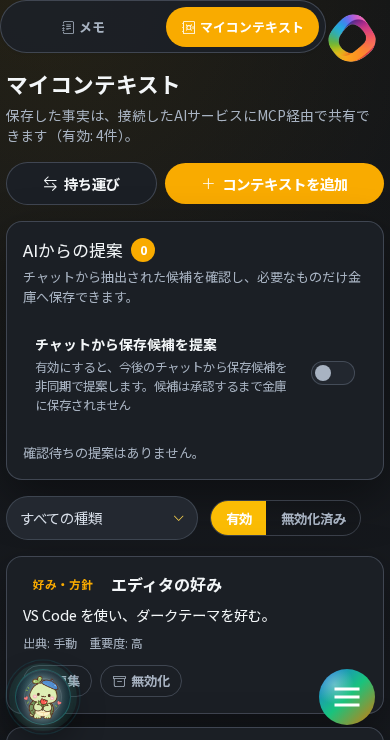 メモ
マイコンテキスト
マイコンテキスト
保存した事実は、接続したAIサービスにMCP経由で共有で
きます（有効: 4件）。
持ち運び
コンテキストを追加
AIからの提案 0
チャットから抽出された候補を確認し、必要なものだけ金
庫へ保存できます。
チャットから保存候補を提案
有効にすると、今後のチャットから保存候補を
非同期で提案します。候補は承認するまで金庫
に保存されません
確認待ちの提案はありません。
すべての種類
有効
無効化済み
好み・方針 エディタの好み
VS Code を使い、ダークテーマを好む。
出典: 手動 重要度: 高
集
無効化